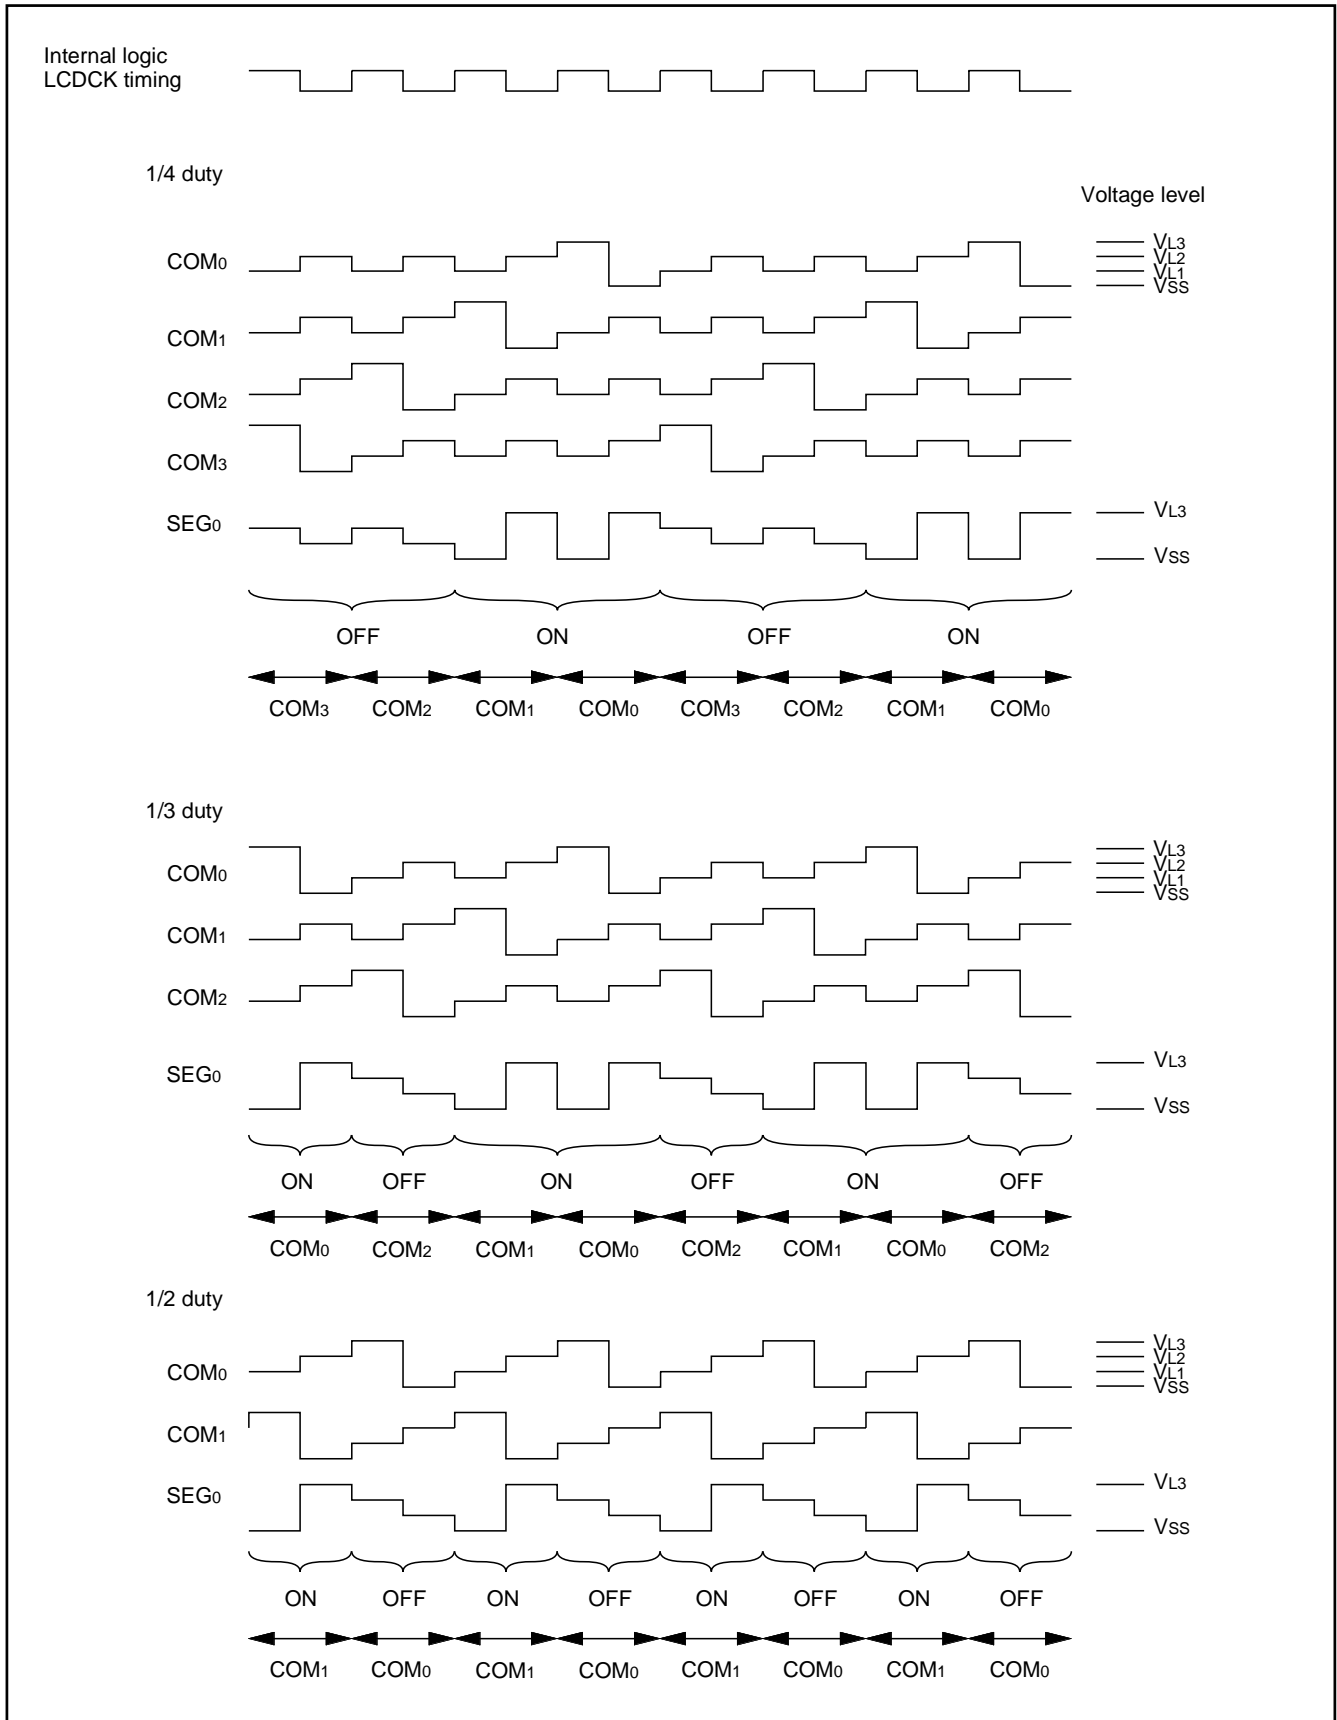 Internal logic
LCDCK timing
1/4 duty
Voltage level
COM0
VL3
VL2
VL1
VSS
COM1
COM2
COM3
SEG0
VL3
VSS
OFF ON OFF ON
COM3 COM2 COM1 COM0 COM3 COM2 COM1 COM0
1/3 duty
COM0
VL3
VL2
VL1
VSS
COM1
COM2
SEG0
VL3
VSS
ON OFF ON OFF ON OFF
COM0 COM2 COM1 COM0 COM2 COM1 COM0 COM2
1/2 duty
COM0
VL3
VL2
VL1
VSS
COM1
SEG0
VL3
VSS
ON OFF ON OFF ON OFF ON OFF
COM1 COM0 COM1 COM0 COM1 COM0 COM1 COM0